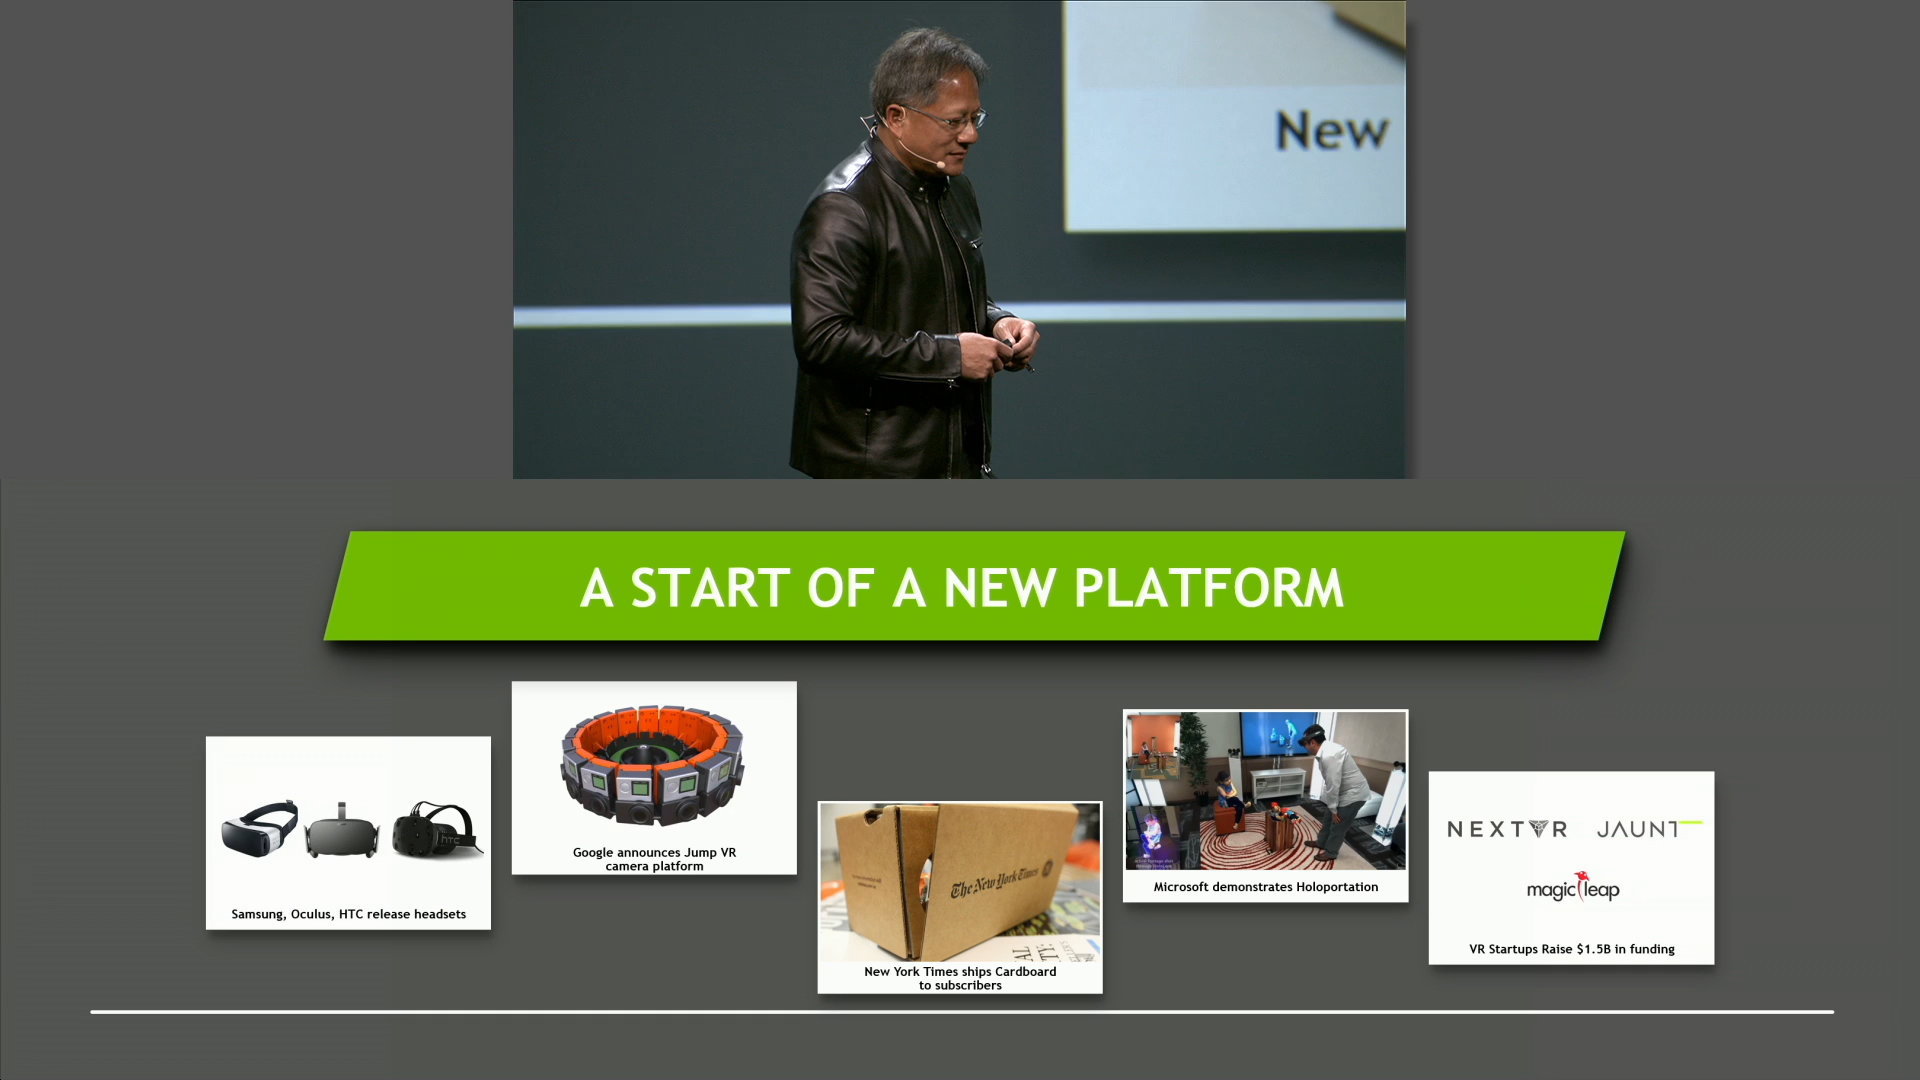 New
A START OF A NEW PLATFORM
Samsung, Oculus, HTC release headsets
hTC
Google announces Jump VR
camera platform
The New York Times
New York Times ships Cardboard
to subscribers
Microsoft demonstrates Holoportation
NEXTVR JAUNT
magic leap
VR Startups Raise $1.5B in funding